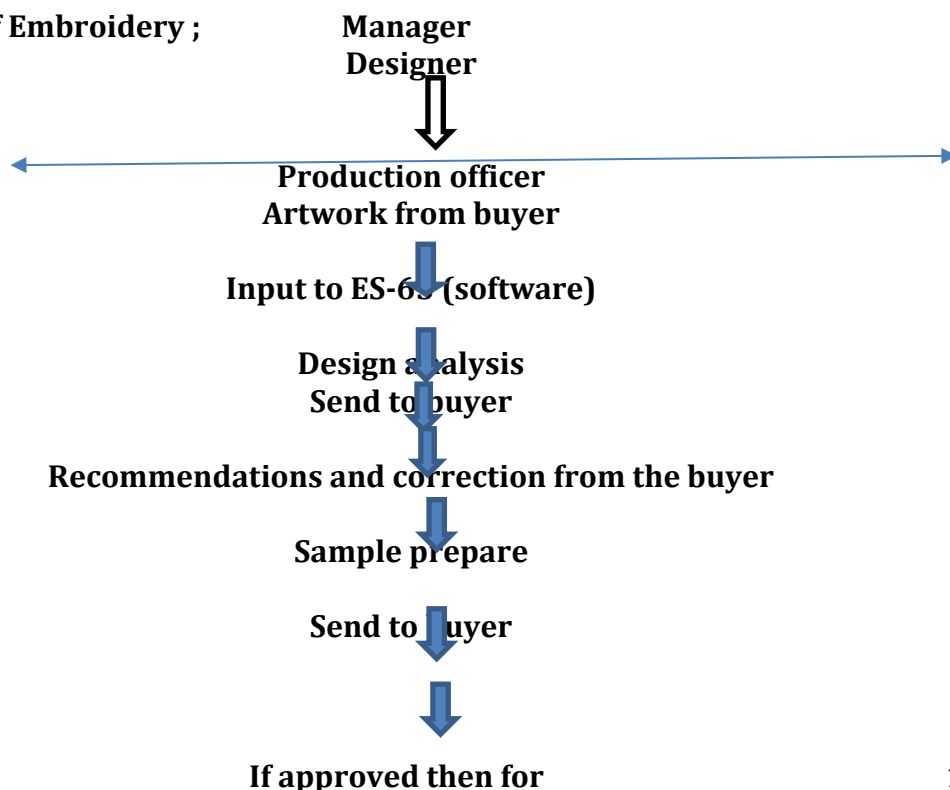 Embroidery ; Manager
Designer
Production officer
Artwork from buyer
Input to (software)
Design analysis
Send to buyer
Recommendations and correction from the buyer
Sample prepare
Send to buyer
If approved then for